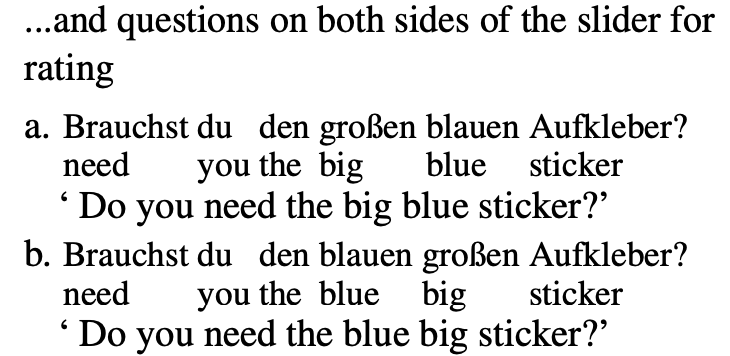 ...and questions on both sides of the slider for
rating
a. Brauchst du den großen blauen Aufkleber?
need you the big blue sticker
‘ Do you need the big blue sticker?’
b. Brauchst du den blauen großen Aufkleber?
need you the blue big sticker
‘ Do you need the blue big sticker?’